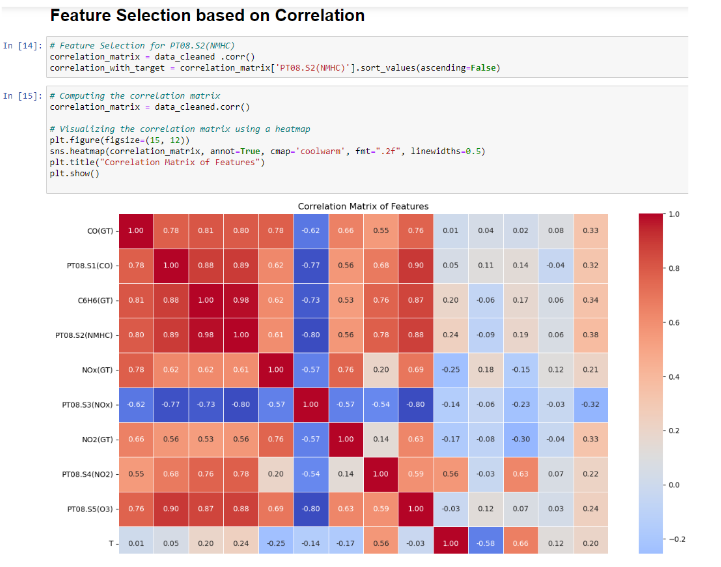 Feature Selection based on Correlation
In [14]: # Feature Selection for PT08.S2(NMHC)
correlation_matrix = data_cleaned .corr()
correlation_with_target = correlation_matrix['PT08.S2(NMHC)'].sort_values(ascending=False)
In [15]: # Computing the correlation matrix
correlation_matrix = data_cleaned.corr()
# Visualizing the correlation matrix using a heatmap
plt.figure(figsize=(15, 12))
sns.heatmap(correlation_matrix, annot=True, cmap='coolwarm', fmt=".2f", linewidths=0.5)
plt.title("Correlation Matrix of Features")
plt.show()
Correlation Matrix of Features
CO(GT) 1.00 0.78 0.81 0.80 0.78 -0.62 0.66 0.55 0.76 0.01 0.04 0.02 0.08 0.33
PT08.S1(CO) 0.78 1.00 0.88 0.89 0.62 -0.77 0.56 0.68 0.90 0.05 0.11 0.14 -0.04 0.32
C6H6(GT) 0.81 0.88 1.00 0.98 0.62 -0.73 0.53 0.76 0.87 0.20 -0.06 0.17 0.06 0.34
PT08.S2(NMHC) 0.80 0.89 0.98 1.00 0.61 -0.80 0.56 0.78 0.88 0.24 -0.09 0.19 0.06 0.38
NOx(GT) 0.78 0.62 0.62 0.61 1.00 -0.57 0.76 0.20 0.69 -0.25 0.18 -0.15 0.12 0.21
PT08.S3(NOx) -0.62 -0.77 -0.73 -0.80 -0.57 1.00 -0.57 -0.54 -0.80 -0.14 -0.06 -0.23 -0.03 -0.32
NO2(GT) 0.66 0.56 0.53 0.56 0.76 -0.57 1.00 0.14 0.63 -0.17 -0.08 -0.30 -0.04 0.33
PT08.S4(NO2) 0.55 0.68 0.76 0.78 0.20 -0.54 0.14 1.00 0.59 0.56 -0.03 0.63 0.07 0.22
PT08.S5(O3) 0.76 0.90 0.87 0.88 0.69 -0.80 0.63 0.59 1.00 -0.03 0.12 0.07 0.03 0.24
T 0.01 0.05 0.20 0.24 -0.25 -0.14 -0.17 0.56 -0.03 1.00 -0.58 0.66 0.12 0.20
1.0
0.8
0.6
0.4
0.2
0.0
-0.2